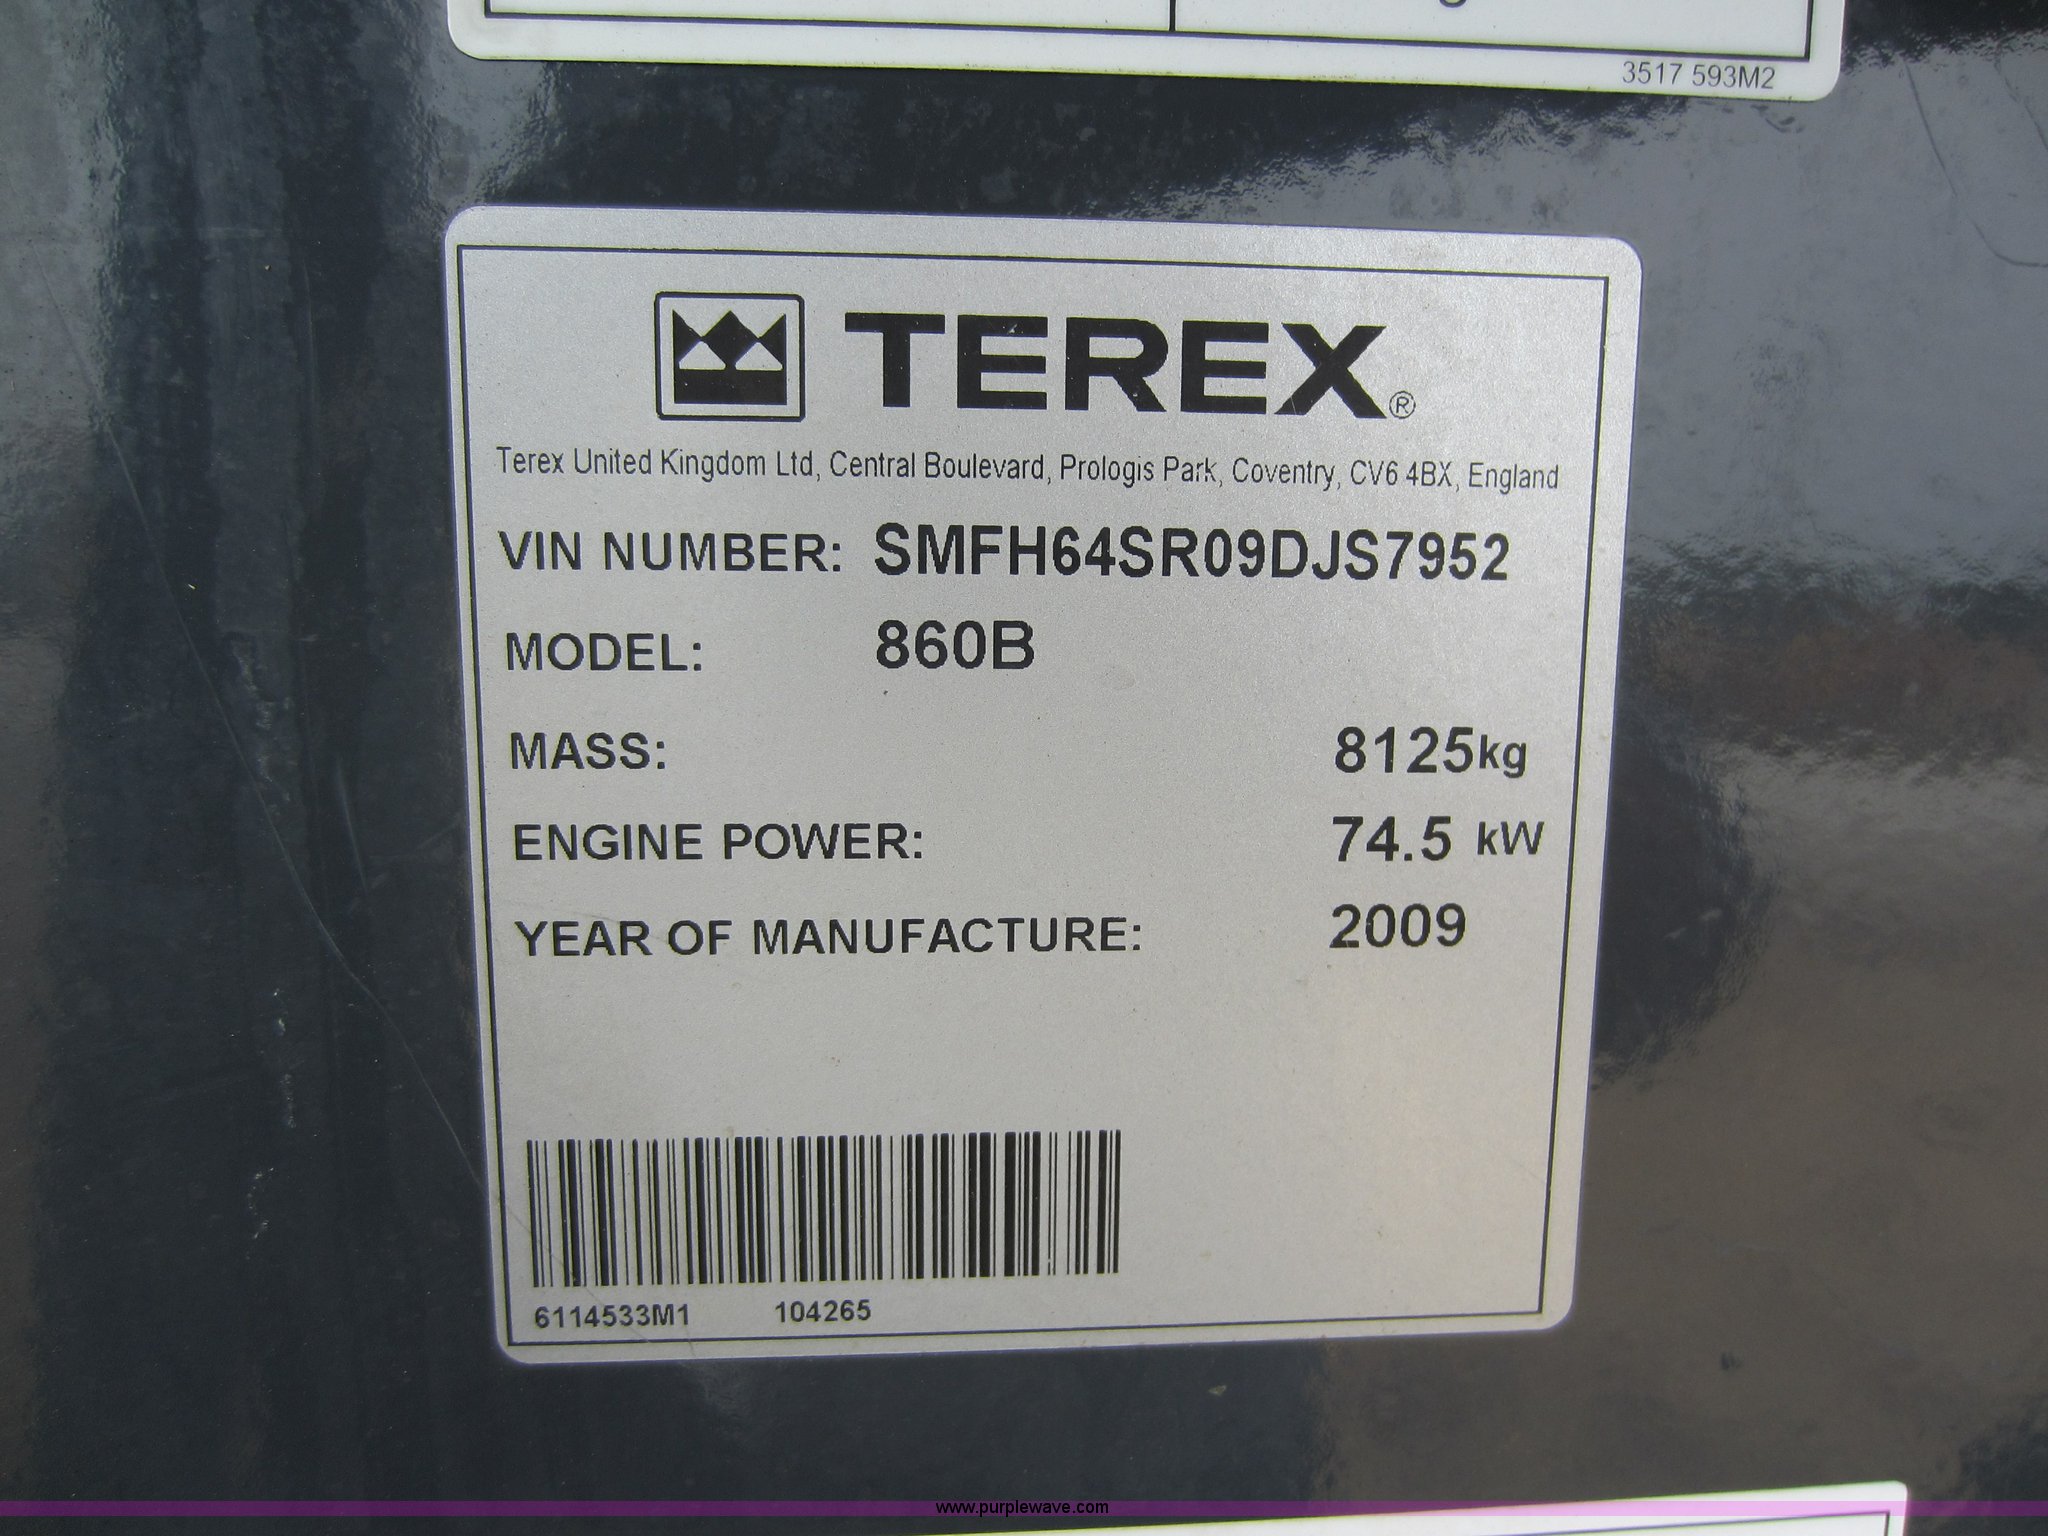 3517 593M2
TEREX®
Terex United Kingdom Ltd, Central Boulevard, Prologis Park, Coventry, CV6 4BX, England
VIN NUMBER: SMFH64SR09DJS7952
MODEL: 860B
MASS: 8125kg
ENGINE POWER: 74.5 kW
YEAR OF MANUFACTURE: 2009
6114533M1 104265
www.purplewave.com